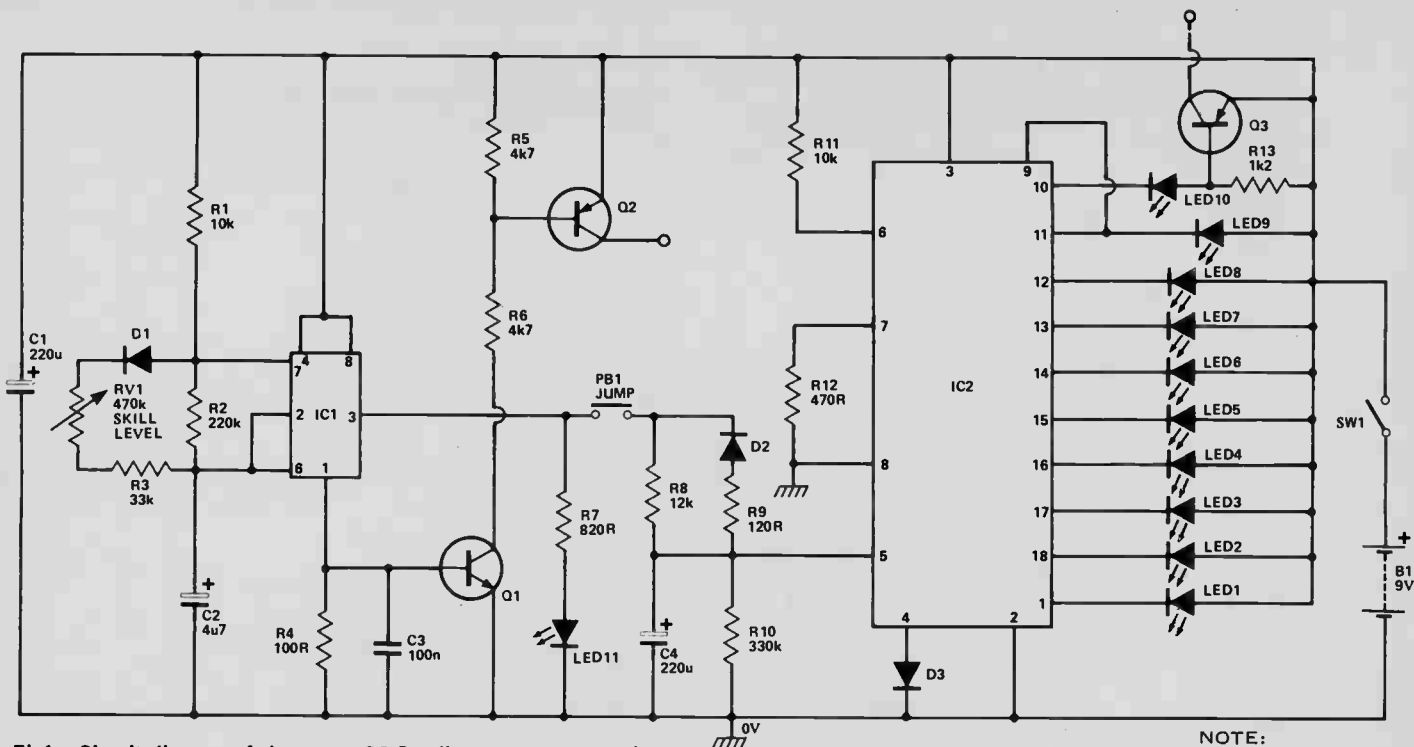 R1
10k
R5
4k7
R11
10k
Q3
R13
1k2
3
9
10
LED10
Q2
6
11
LED9
12
LED8
R6
4k7
C1
220u
+
D1
4
8
7
7
13
LED7
RV1
470k
SKILL
LEVEL
R2
220k
2
IC1
3
PB1
JUMP
R12
470R
IC2
14
LED6
15
LED5
SW1
6
1
R3
33k
D2
8
16
LED4
R8
12k
R9
120R
17
LED3
R7
820R
5
18
LED2
+
B1
9V
Q1
1
LED1
+
C2
4u7
R4
100R
C3
100n
LED11
+
C4
220u
R10
330k
4
D3
2
0V
NOTE: